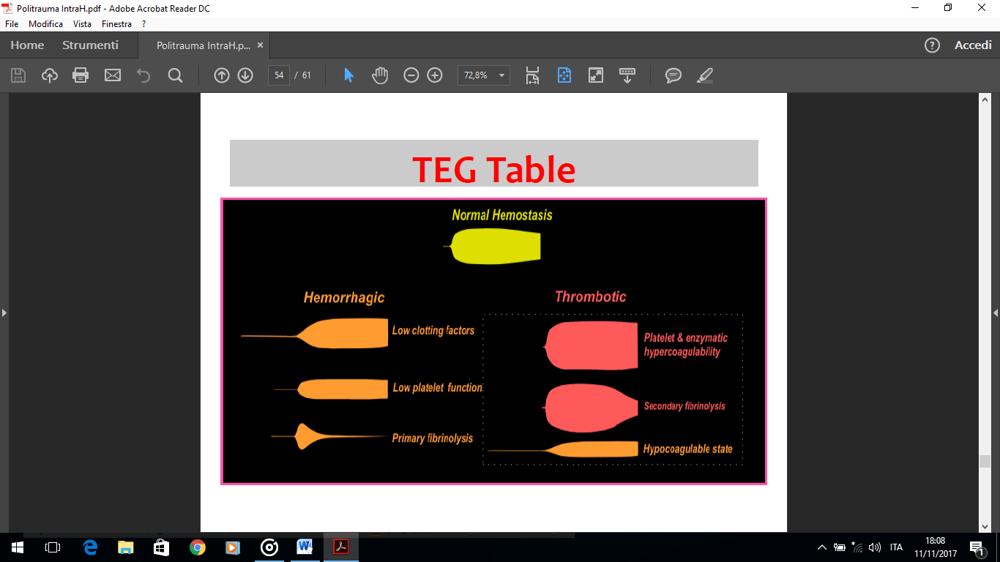 Politrauma IntraH.pdf - Adobe Acrobat Reader DC
File Modifica Vista Finestra ?
Home Strumenti Politrauma IntraH.p... × ? Accedi
54 / 61 72,8%
TEG Table
Normal Hemostasis
Hemorrhagic
Low clotting factors
Low platelet function
Primary fibrinolysis
Thrombotic
Platelet & enzymatic
hypercoagulability
Secondary fibrinolysis
Hypocoagulable state
ITA
18:08
11/11/2017
1